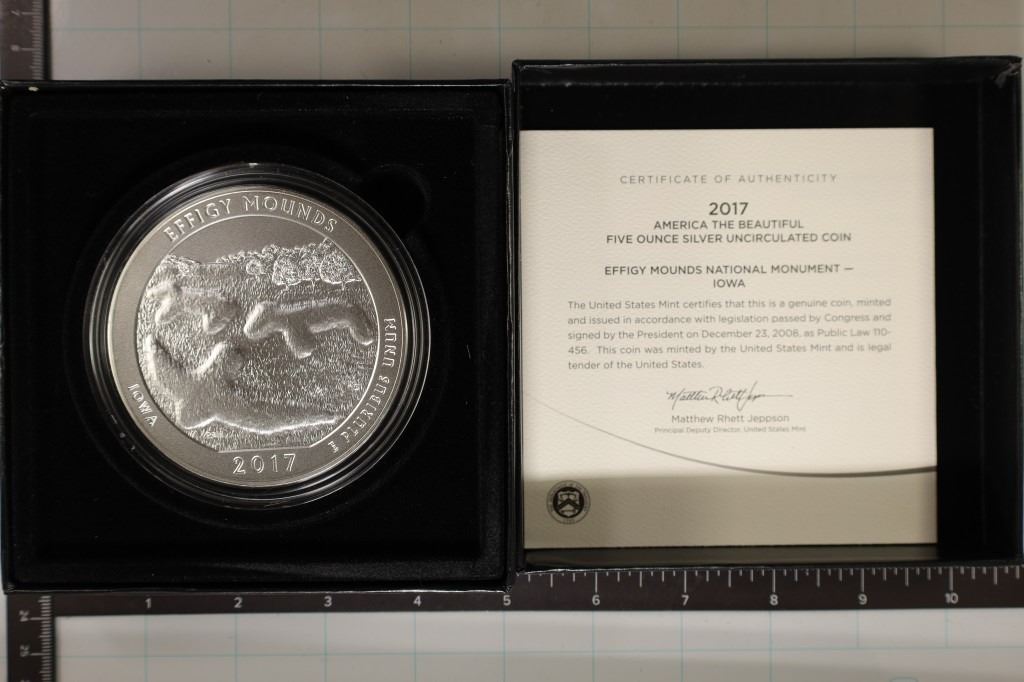 EFFIGY MOUNDS
IOWA
2017
E PLURIBUS UNUM
CERTIFICATE OF AUTHENTICITY
2017
AMERICA THE BEAUTIFUL
FIVE OUNCE SILVER UNCIRCULATED COIN
EFFIGY MOUNDS NATIONAL MONUMENT —
IOWA
The United States Mint certifies that this is a genuine coin, minted
and issued in accordance with legislation passed by Congress and
signed by the President on December 23, 2008, as Public Law 110-
456. This coin was minted by the United States Mint and is legal
tender of the United States.
Matthew Rhett Jeppson
Principal Deputy Director, United States Mint
1 2 3 4 5 6 7 8 9 10
24
25